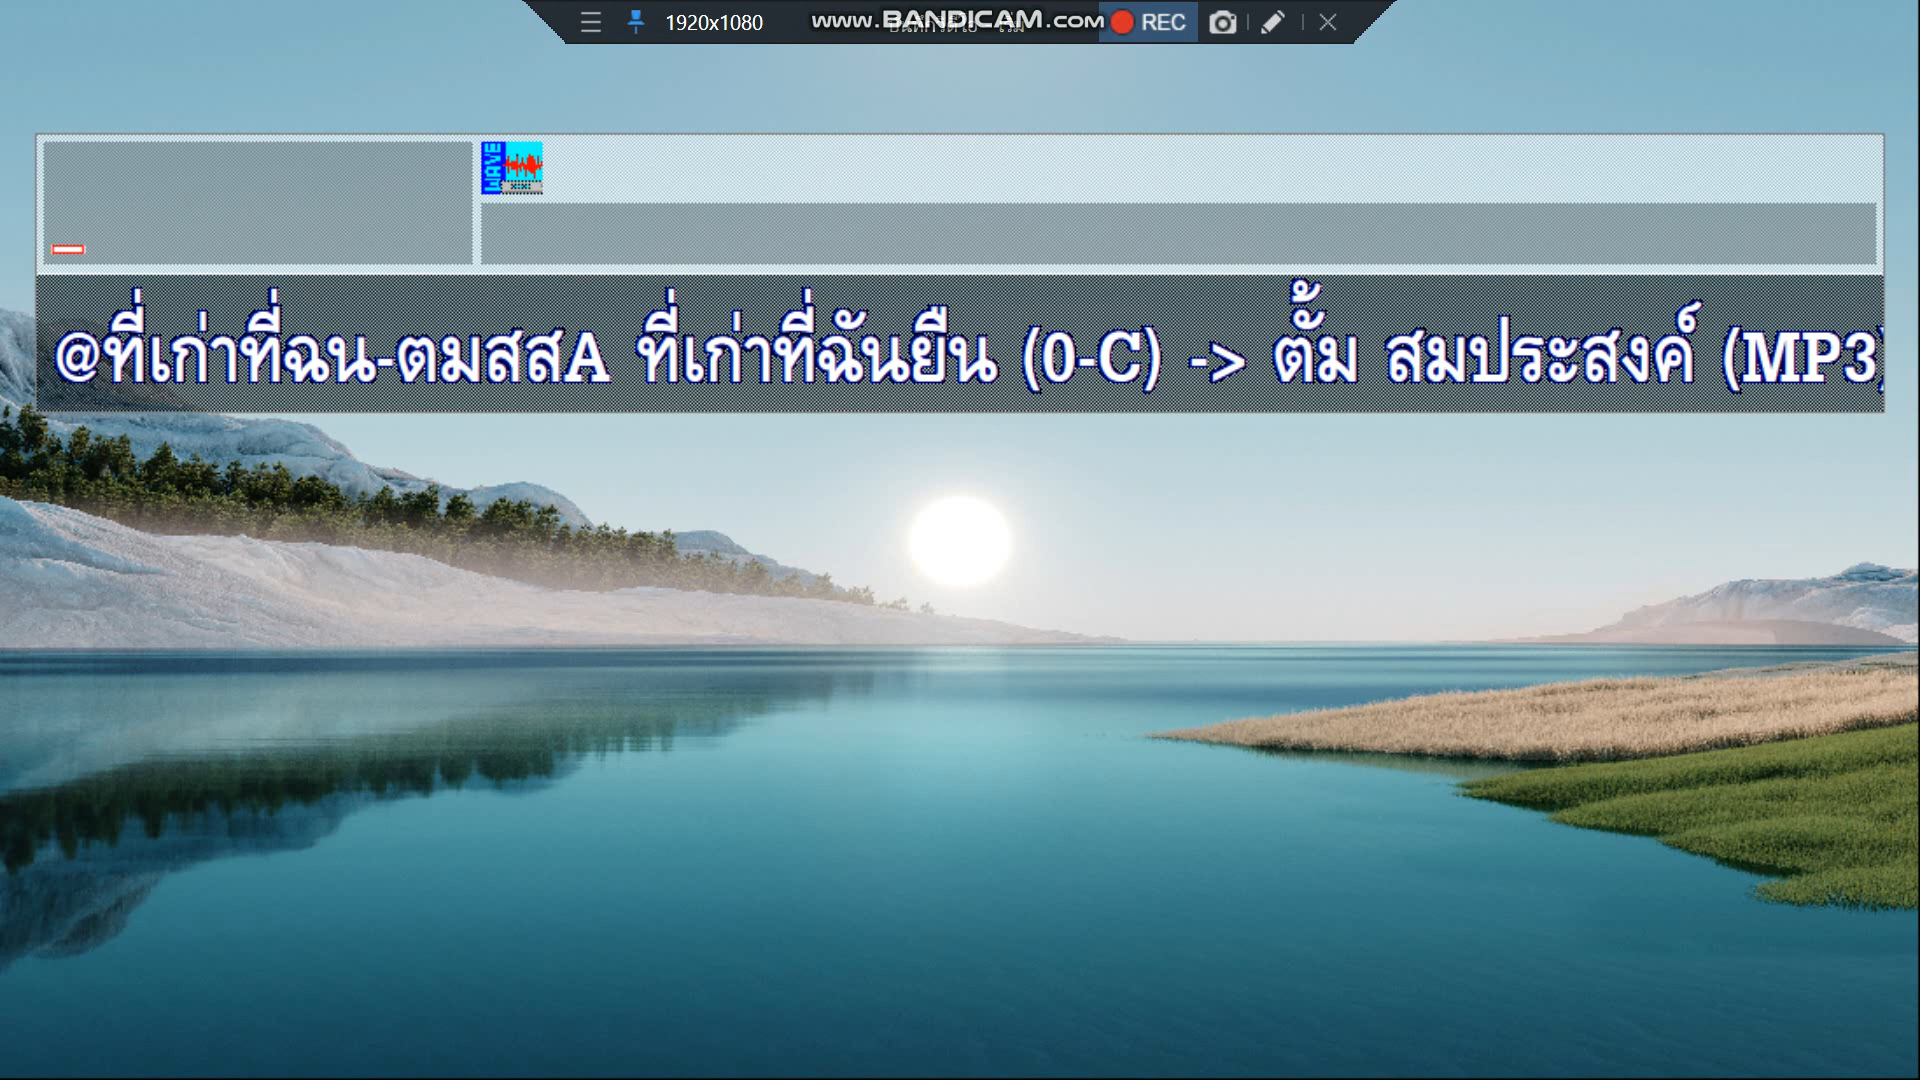 1920x1080 www.BANDICAM.com REC
WAVE
@ที่เก่าที่ฉน-ตมสสA ที่เก่าที่ฉันยืน (0-C) -> ตั้ม สมประสงค์ (MP3)